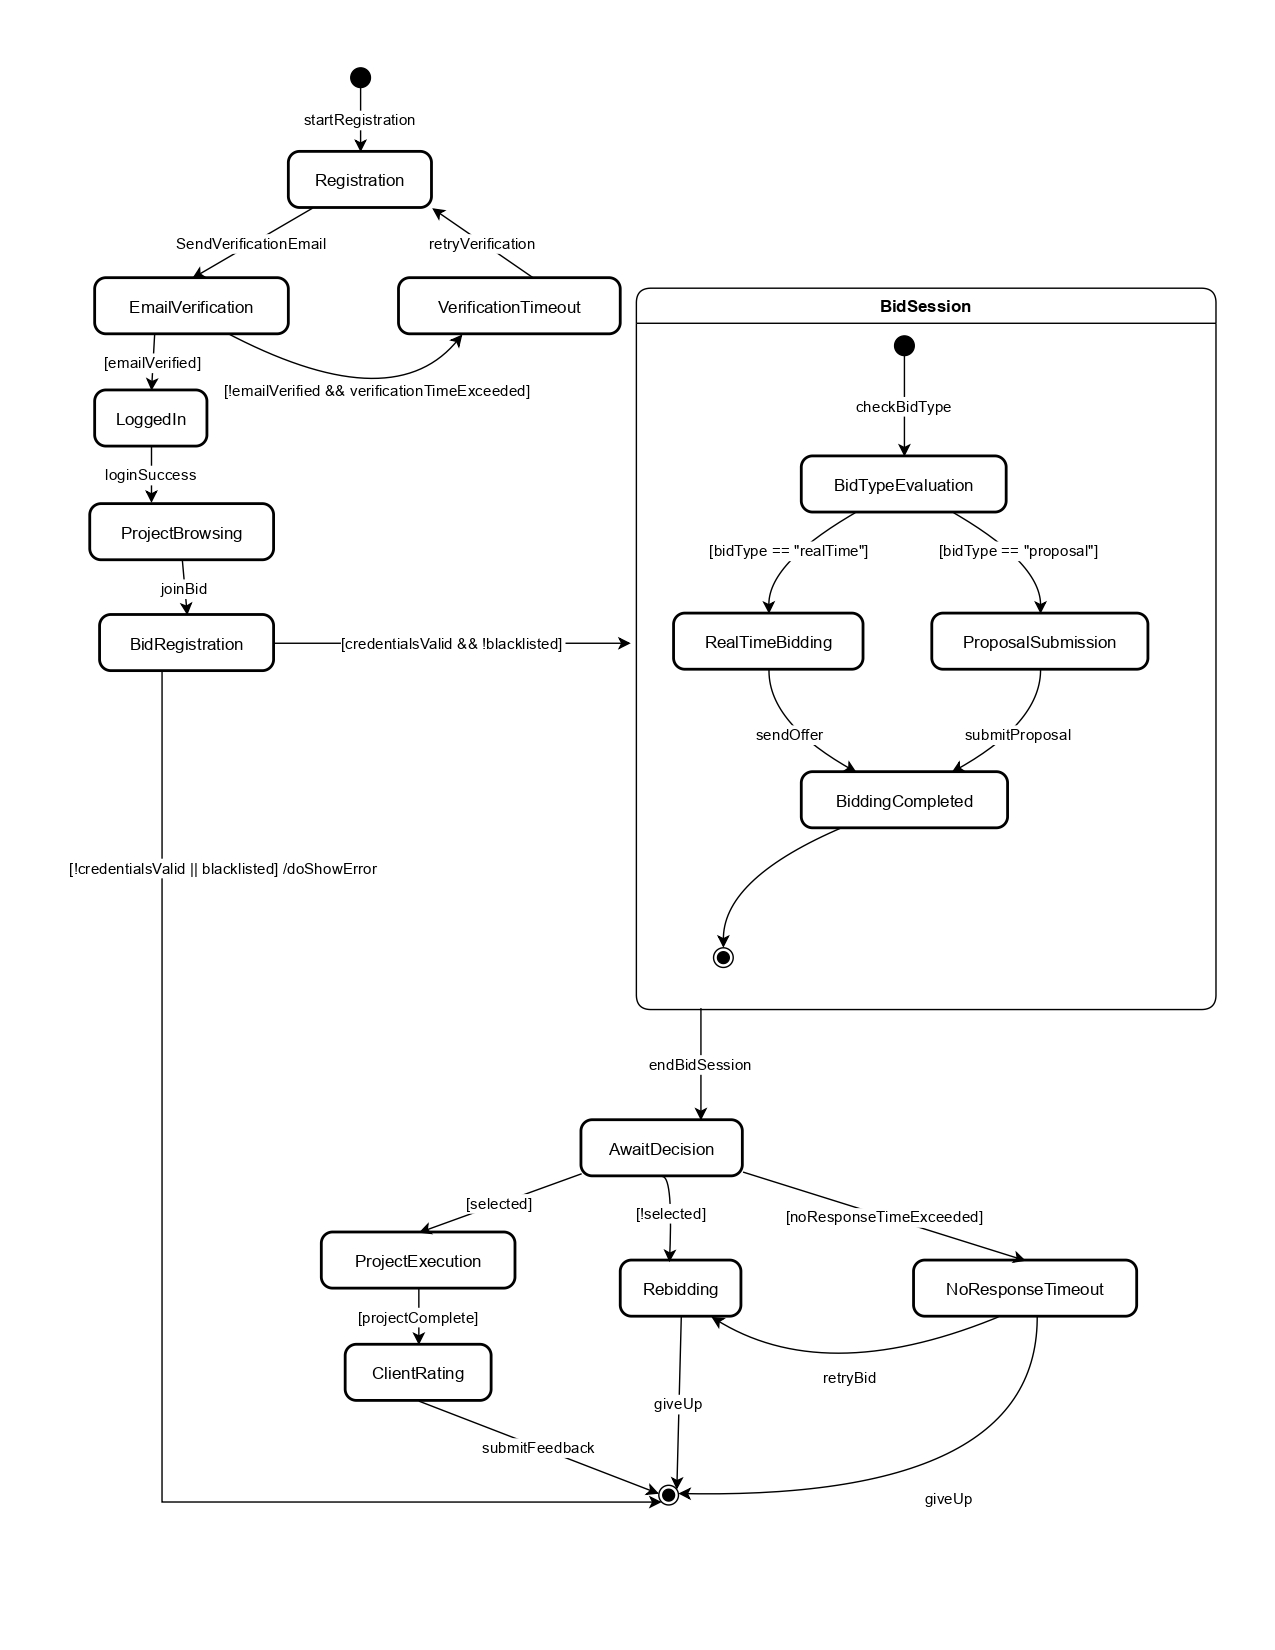 startRegistration
Registration
SendVerificationEmail
retryVerification
EmailVerification
VerificationTimeout
BidSession
[emailVerified]
[!emailVerified && verificationTimeExceeded]
checkBidType
LoggedIn
loginSuccess
BidTypeEvaluation
ProjectBrowsing
[bidType == "realTime"]
[bidType == "proposal"]
joinBid
BidRegistration
[credentialsValid && !blacklisted]
RealTimeBidding
ProposalSubmission
sendOffer
submitProposal
BiddingCompleted
[!credentialsValid || blacklisted] /doShowError
endBidSession
AwaitDecision
[selected]
[!selected]
[noResponseTimeExceeded]
ProjectExecution
Rebidding
NoResponseTimeout
[projectComplete]
ClientRating
retryBid
giveUp
submitFeedback
giveUp